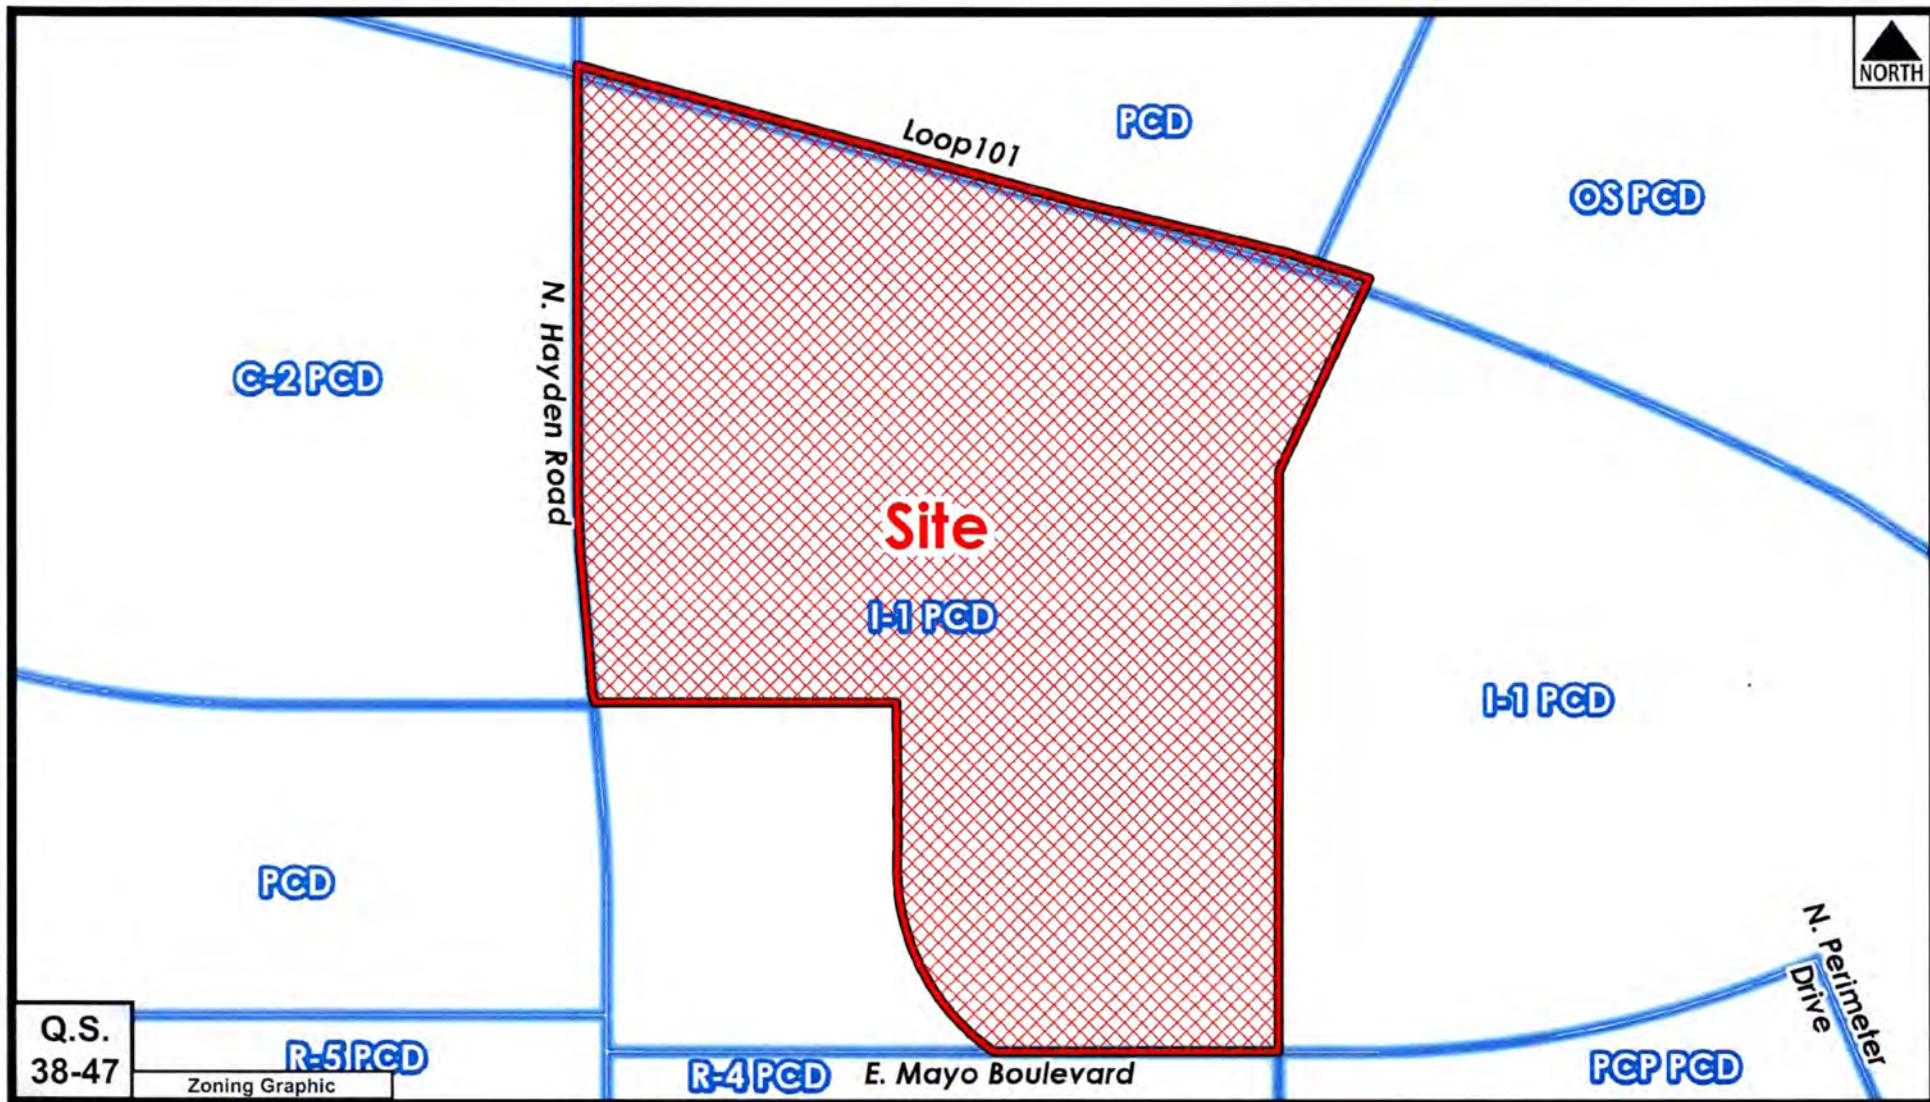 NORTH
PCD
Loop101
OS PCD
N. Hayden Road
C-2 PCD
Site
I-1 PCD
I-1 PCD
PCD
N. Perimeter
Drive
Q.S.
38-47
R-5 PCD
Zoning Graphic
R-4 PCD
E. Mayo Boulevard
PCP PCD